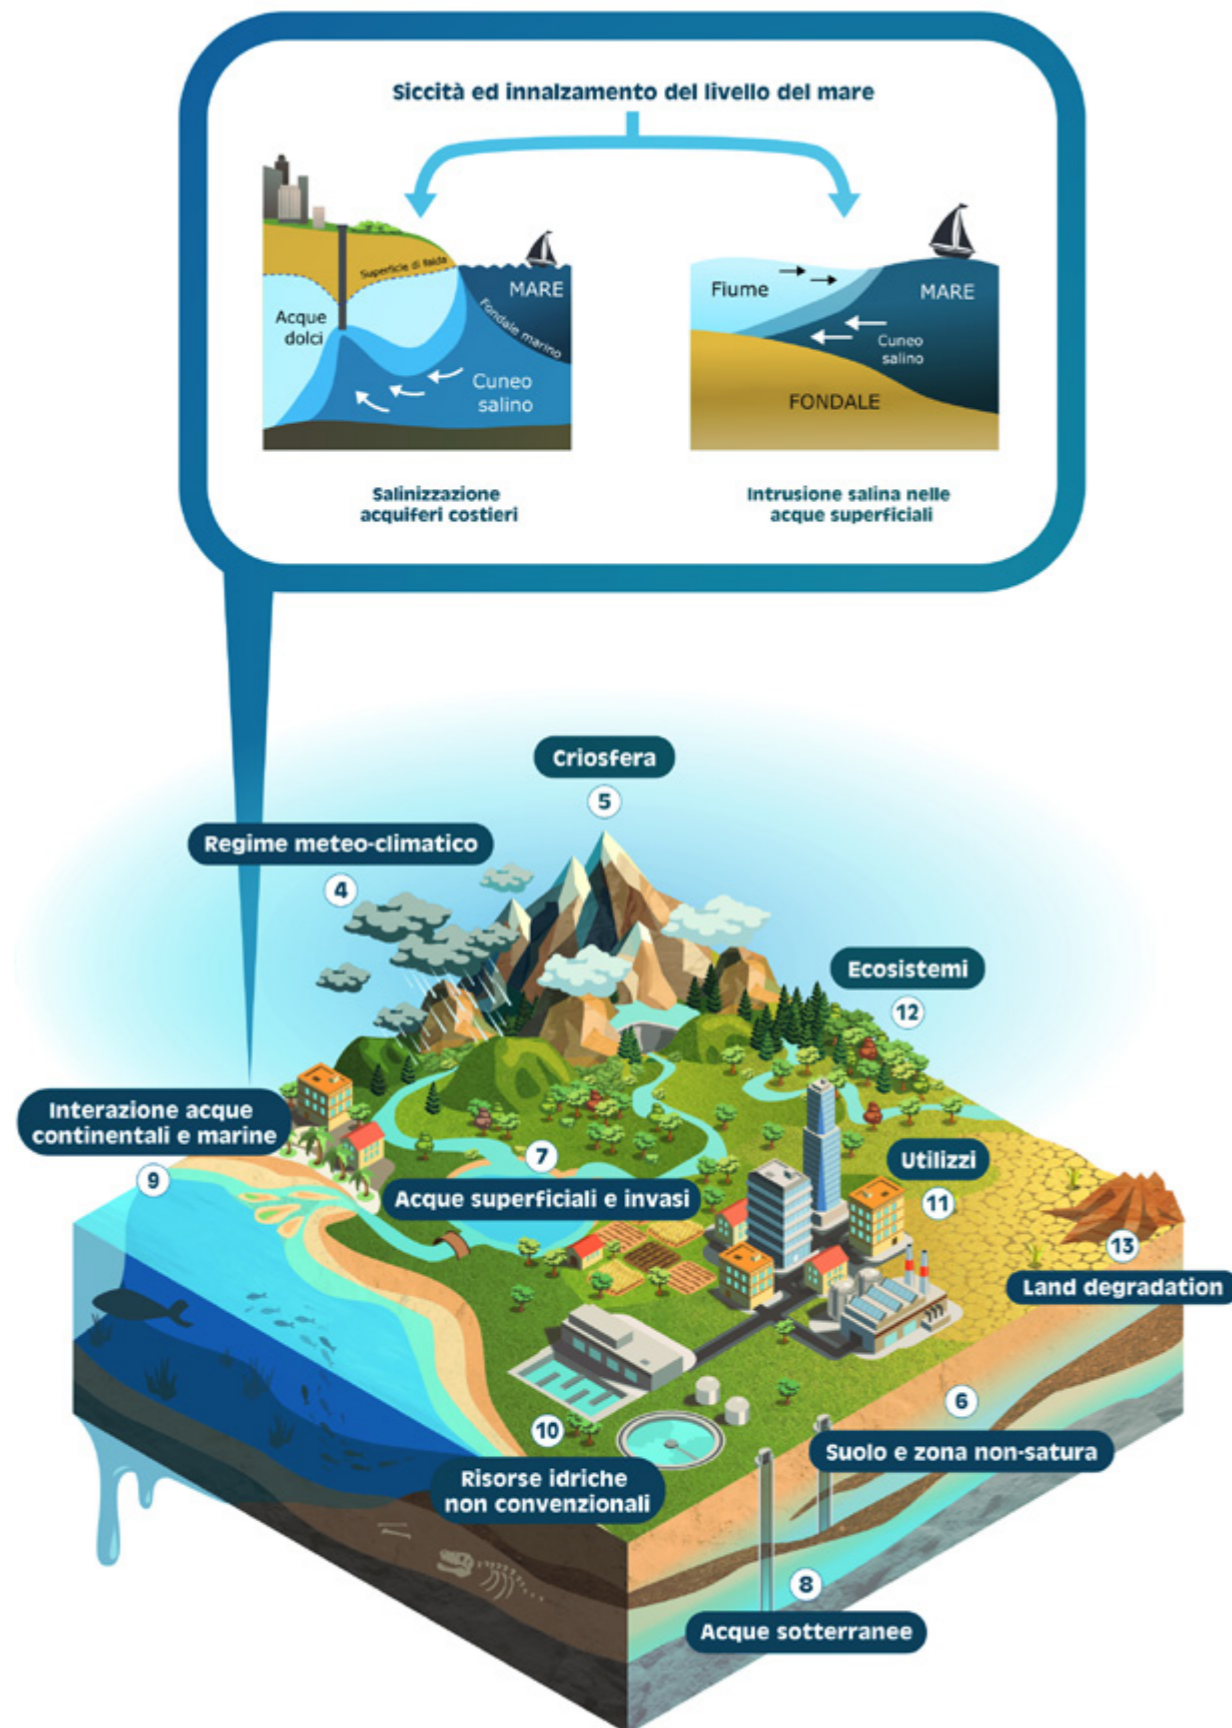 Siccità ed innalzamento del livello del mare
Superficie di falda
MARE
Fondale marino
Acque
dolci
Cuneo
salino
Salinizzazione
acquiferi costieri
Fiume
MARE
Cuneo
salino
FONDALE
Intrusione salina nelle
acque superficiali
Criosfera
5
Regime meteo-climatico
4
Ecosistemi
12
Interazione acque
continentali e marine
9
7
Acque superficiali e invasi
Utilizzi
11
13
Land degradation
6
Suolo e zona non-satura
10
Risorse idriche
non convenzionali
8
Acque sotterranee